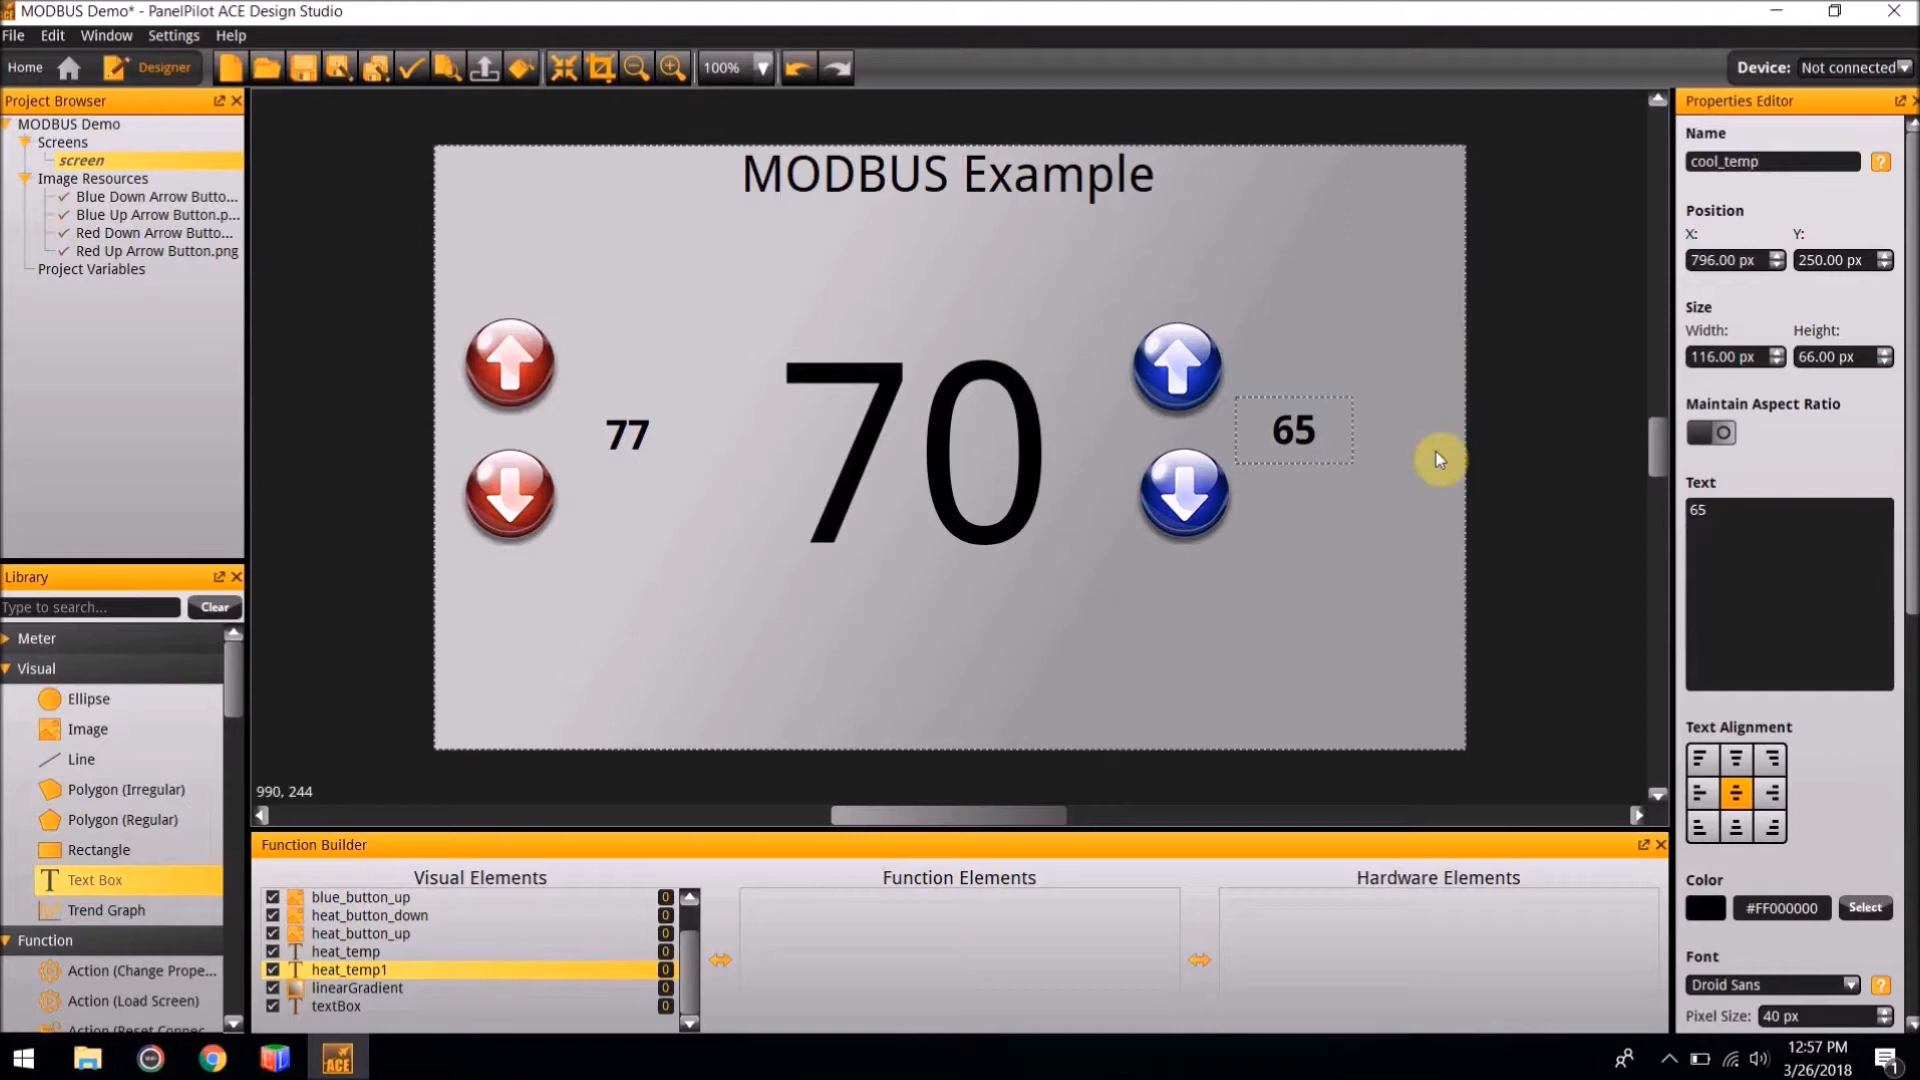 MODBUS Demo* - PanelPilot ACE Design Studio
File Edit Window Settings Help
Home Designer 100% Device: Not connected
Project Browser
MODBUS Demo
Screens
screen
Image Resources
Blue Down Arrow Butto...
Blue Up Arrow Button.p...
Red Down Arrow Butto...
Red Up Arrow Button.png
Project Variables
Library
Type to search... Clear
Meter
Visual
Ellipse
Image
Line
Polygon (Irregular)
Polygon (Regular)
Rectangle
Text Box
Trend Graph
Function
Action (Change Prope...
Action (Load Screen)
Action (Reset Connec...
MODBUS Example
77
70
65
990, 244
Function Builder
Visual Elements
blue_button_up 0
heat_button_down 0
heat_button_up 0
heat_temp 0
heat_temp1 0
linearGradient 0
textBox 0
Function Elements
Hardware Elements
Properties Editor
Name
cool_temp ?
Position
X: Y:
796.00 px 250.00 px
Size
Width: Height:
116.00 px 66.00 px
Maintain Aspect Ratio
Text
65
Text Alignment
Color
#FF000000 Select
Font
Droid Sans ?
Pixel Size: 40 px
ACE
12:57 PM
3/26/2018
1